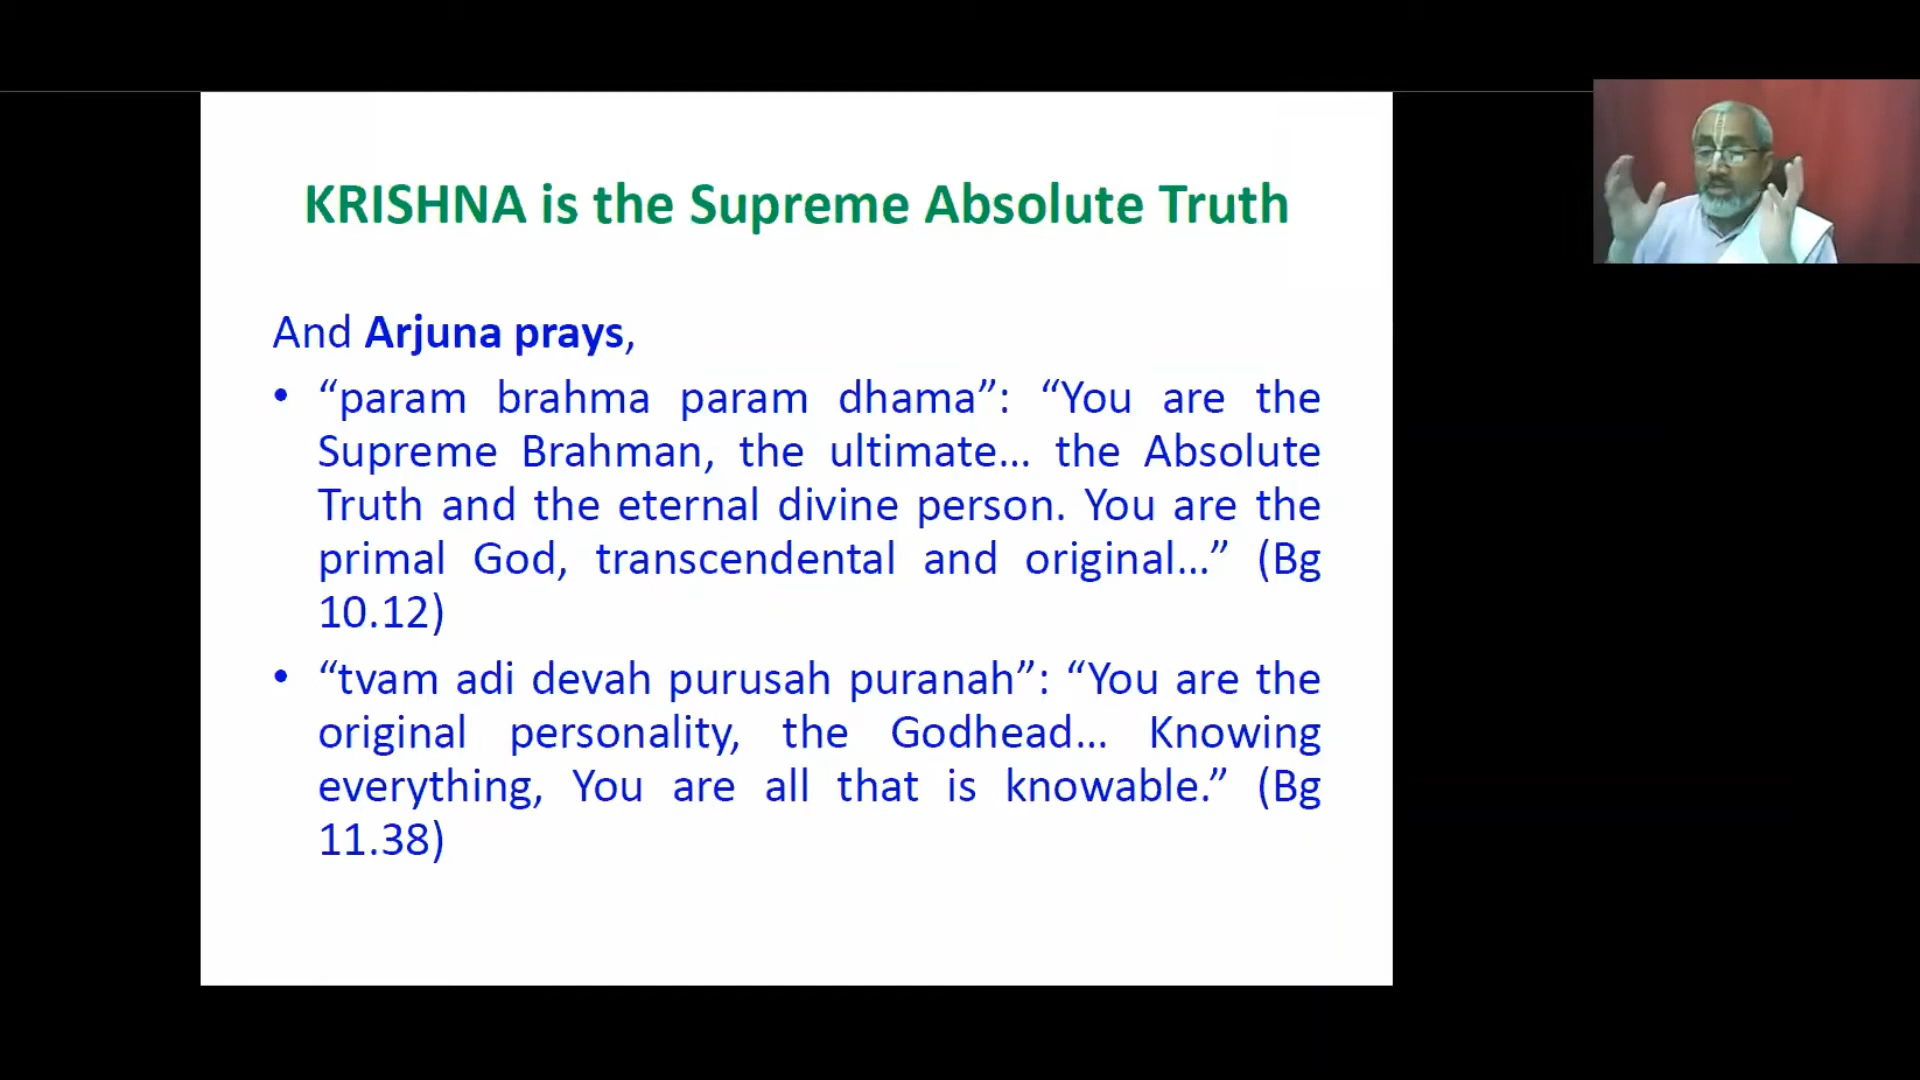 KRISHNA is the Supreme Absolute Truth
And Arjuna prays,
• “param brahma param dhama”: “You are the
Supreme Brahman, the ultimate... the Absolute
Truth and the eternal divine person. You are the
primal God, transcendental and original...” (Bg
10.12)
• “tvam adi devah purusah puranah”: “You are the
original personality, the Godhead... Knowing
everything, You are all that is knowable.” (Bg
11.38)